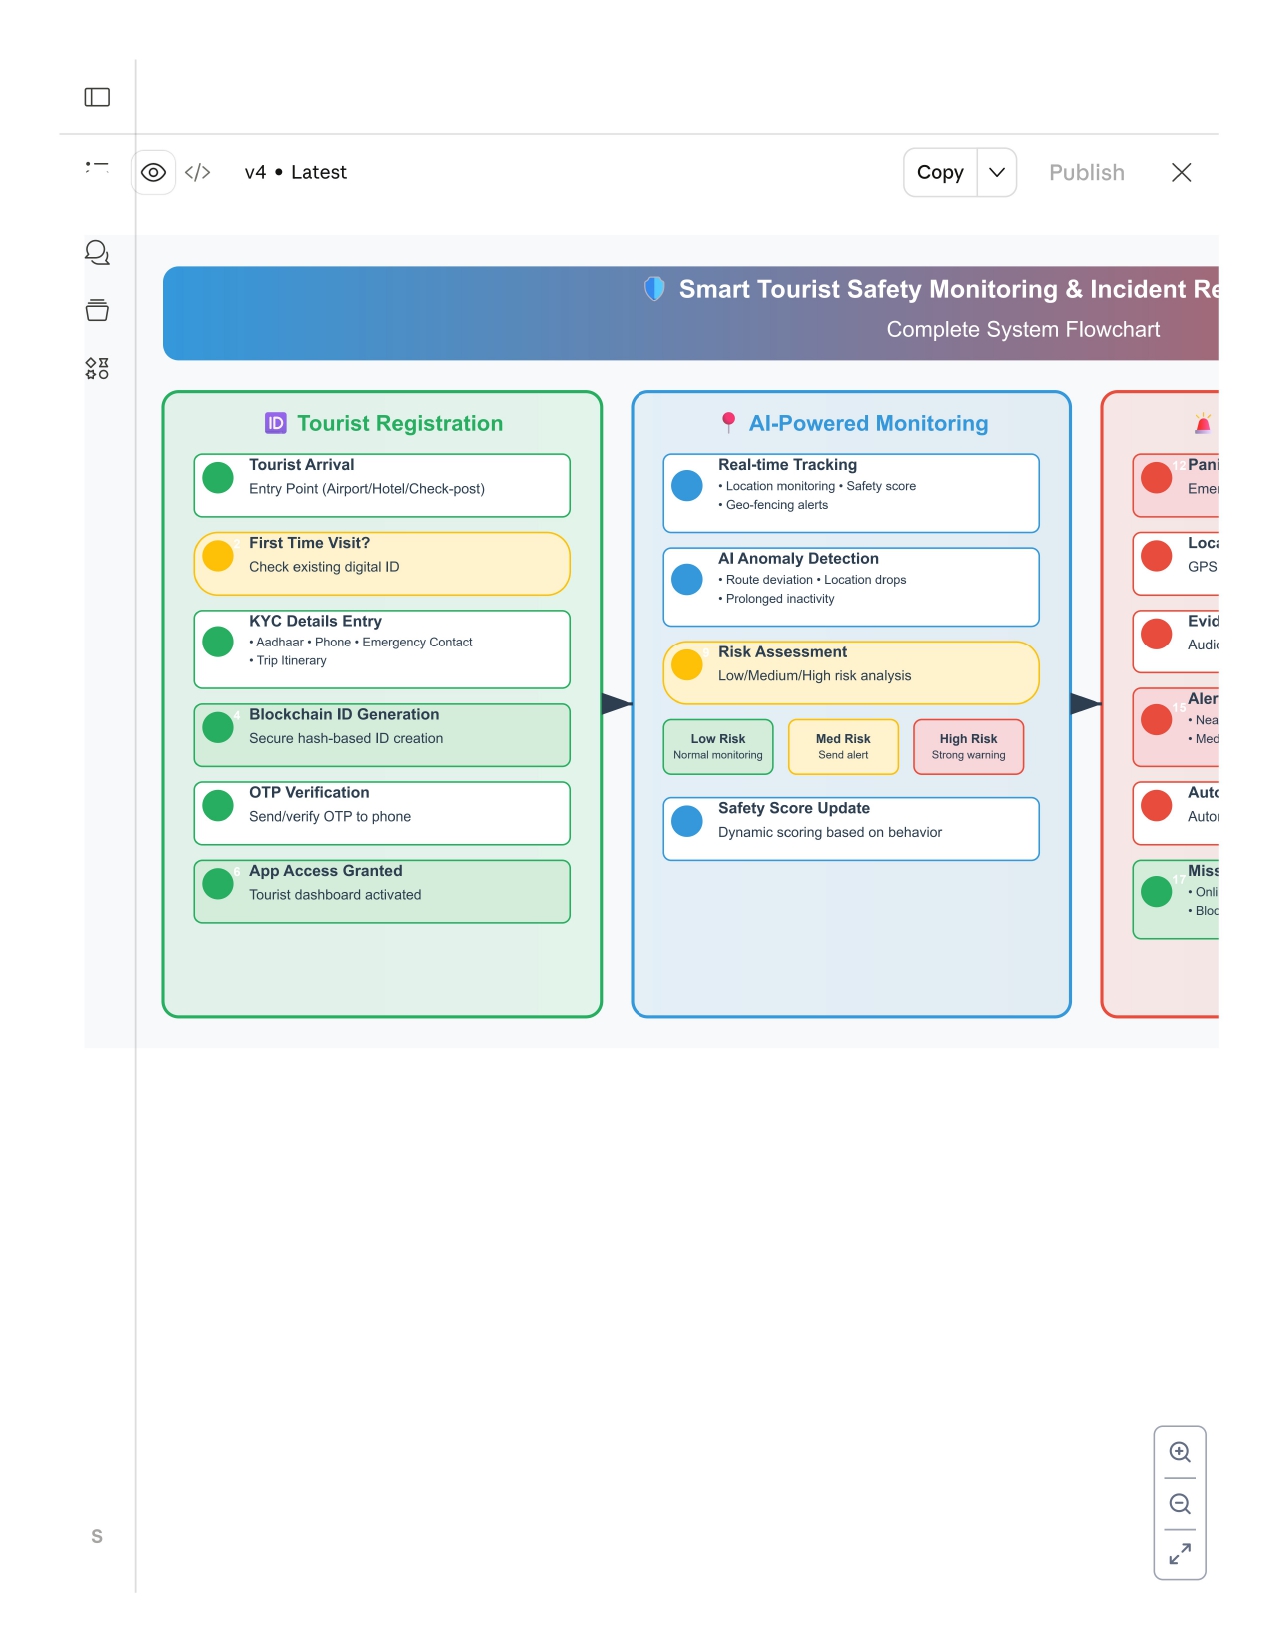 v4 • Latest
Copy
Publish
Smart Tourist Safety Monitoring & Incident Re
Complete System Flowchart
ID Tourist Registration
Tourist Arrival
Entry Point (Airport/Hotel/Check-post)
2 First Time Visit?
Check existing digital ID
KYC Details Entry
• Aadhaar • Phone • Emergency Contact
• Trip Itinerary
4 Blockchain ID Generation
Secure hash-based ID creation
OTP Verification
Send/verify OTP to phone
6 App Access Granted
Tourist dashboard activated
AI-Powered Monitoring
Real-time Tracking
• Location monitoring • Safety score
• Geo-fencing alerts
AI Anomaly Detection
• Route deviation • Location drops
• Prolonged inactivity
9 Risk Assessment
Low/Medium/High risk analysis
Low Risk
Normal monitoring
Med Risk
Send alert
High Risk
Strong warning
Safety Score Update
Dynamic scoring based on behavior
12 Pani
Emer
Loca
GPS
Evid
Audio
15 Aler
• Nea
• Med
Auto
Auto
17 Miss
• Onli
• Bloc
S